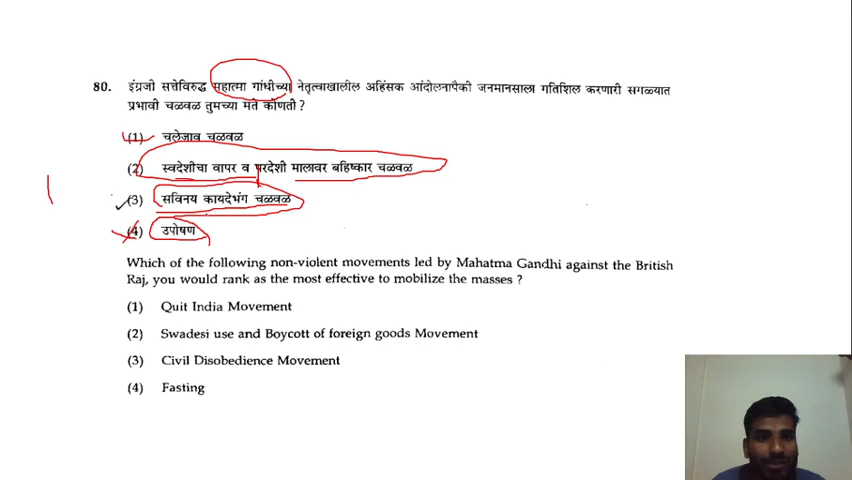 80. इंग्रजी सत्तेविरुद्ध महात्मा गांधीच्या नेतृत्वाखालील अहिंसक आंदोलनापैकी जनमानसाला गतिशिल करणारी सगळ्यात
प्रभावी चळवळ तुमच्या मते कोणती ?
(1) चलेजाव चळवळ
(2) स्वदेशीचा वापर व परदेशी मालावर बहिष्कार चळवळ
(3) सविनय कायदेभंग चळवळ
(4) उपोषण
Which of the following non-violent movements led by Mahatma Gandhi against the British
Raj, you would rank as the most effective to mobilize the masses ?
(1) Quit India Movement
(2) Swadesi use and Boycott of foreign goods Movement
(3) Civil Disobedience Movement
(4) Fasting